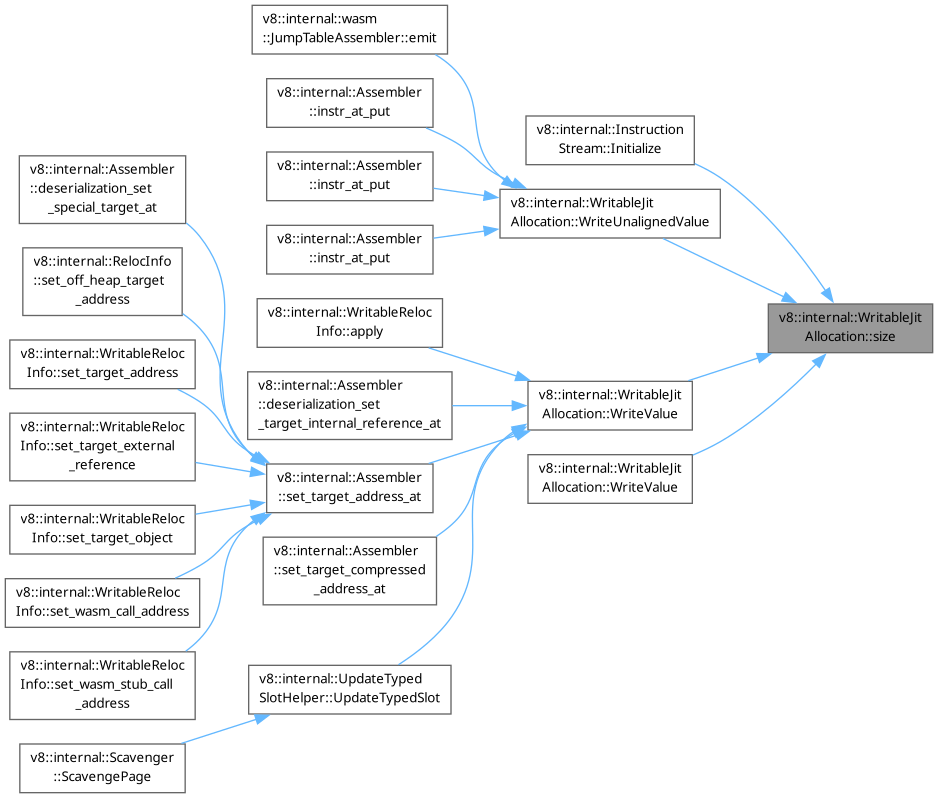 v8::internal::wasm
::JumpTableAssembler::emit
v8::internal::Assembler
::instr_at_put
v8::internal::Instruction
Stream::Initialize
v8::internal::Assembler
::instr_at_put
v8::internal::Assembler
::deserialization_set
_special_target_at
v8::internal::WritableJit
Allocation::WriteUnalignedValue
v8::internal::Assembler
::instr_at_put
v8::internal::RelocInfo
::set_off_heap_target
_address
v8::internal::WritableReloc
Info::apply
v8::internal::WritableJit
Allocation::size
v8::internal::WritableReloc
Info::set_target_address
v8::internal::Assembler
::deserialization_set
_target_internal_reference_at
v8::internal::WritableJit
Allocation::WriteValue
v8::internal::WritableReloc
Info::set_target_external
_reference
v8::internal::Assembler
::set_target_address_at
v8::internal::WritableJit
Allocation::WriteValue
v8::internal::WritableReloc
Info::set_target_object
v8::internal::Assembler
::set_target_compressed
_address_at
v8::internal::WritableReloc
Info::set_wasm_call_address
v8::internal::WritableReloc
Info::set_wasm_stub_call
_address
v8::internal::UpdateTyped
SlotHelper::UpdateTypedSlot
v8::internal::Scavenger
::ScavengePage